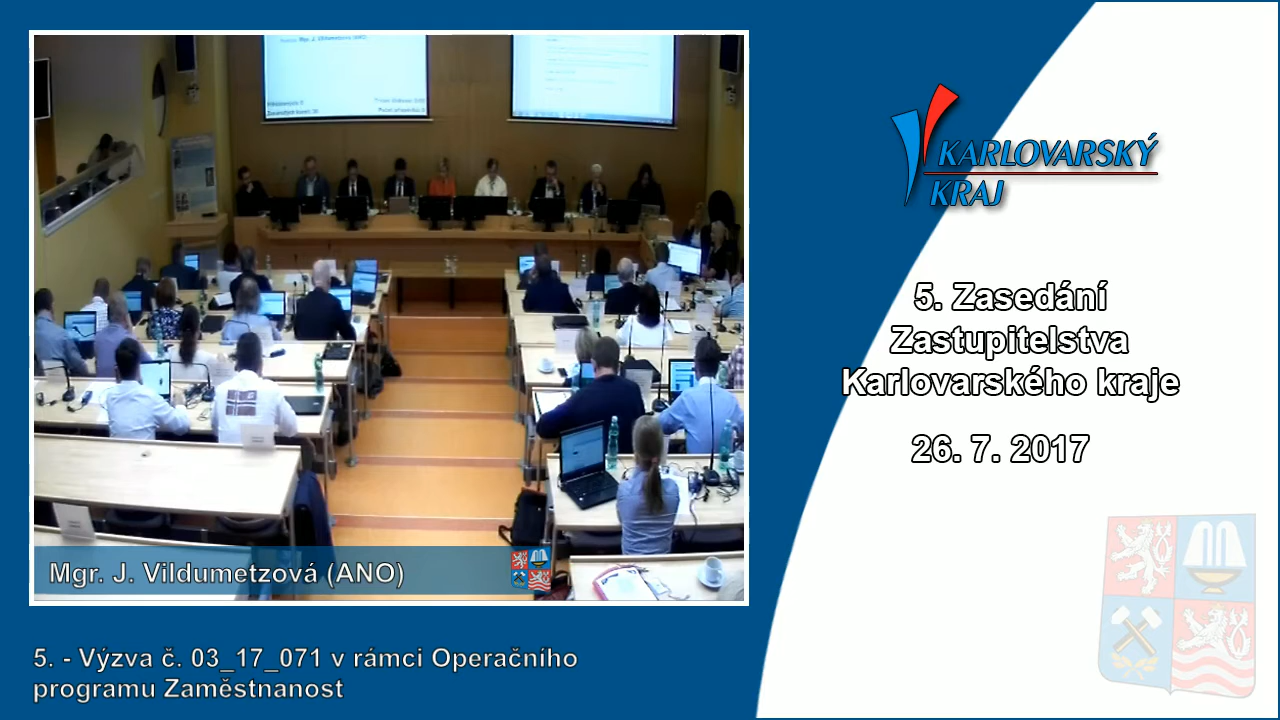 Mgr. J. Vildumetzová (ANO)
5. - Výzva č. 03_17_071 v rámci Operačního
programu Zaměstnanost
KARLOVARSKÝ
KRAJ
5. Zasedání
Zastupitelstva
Karlovarského kraje
26. 7. 2017